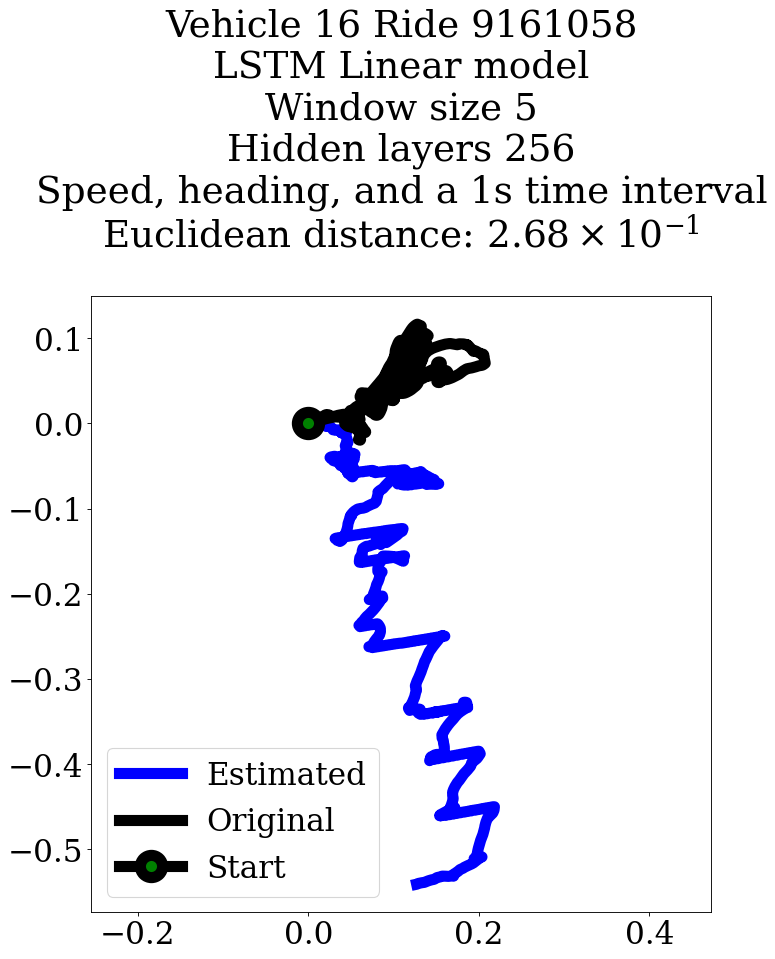 Vehicle 16 Ride 9161058
LSTM Linear model
Window size 5
Hidden layers 256
Speed, heading, and a 1s time interval
Euclidean distance: 2.68 × 10⁻¹
0.1
0.0
−0.1
−0.2
−0.3
−0.4
−0.5
Estimated
Original
Start
−0.2 0.0 0.2 0.4